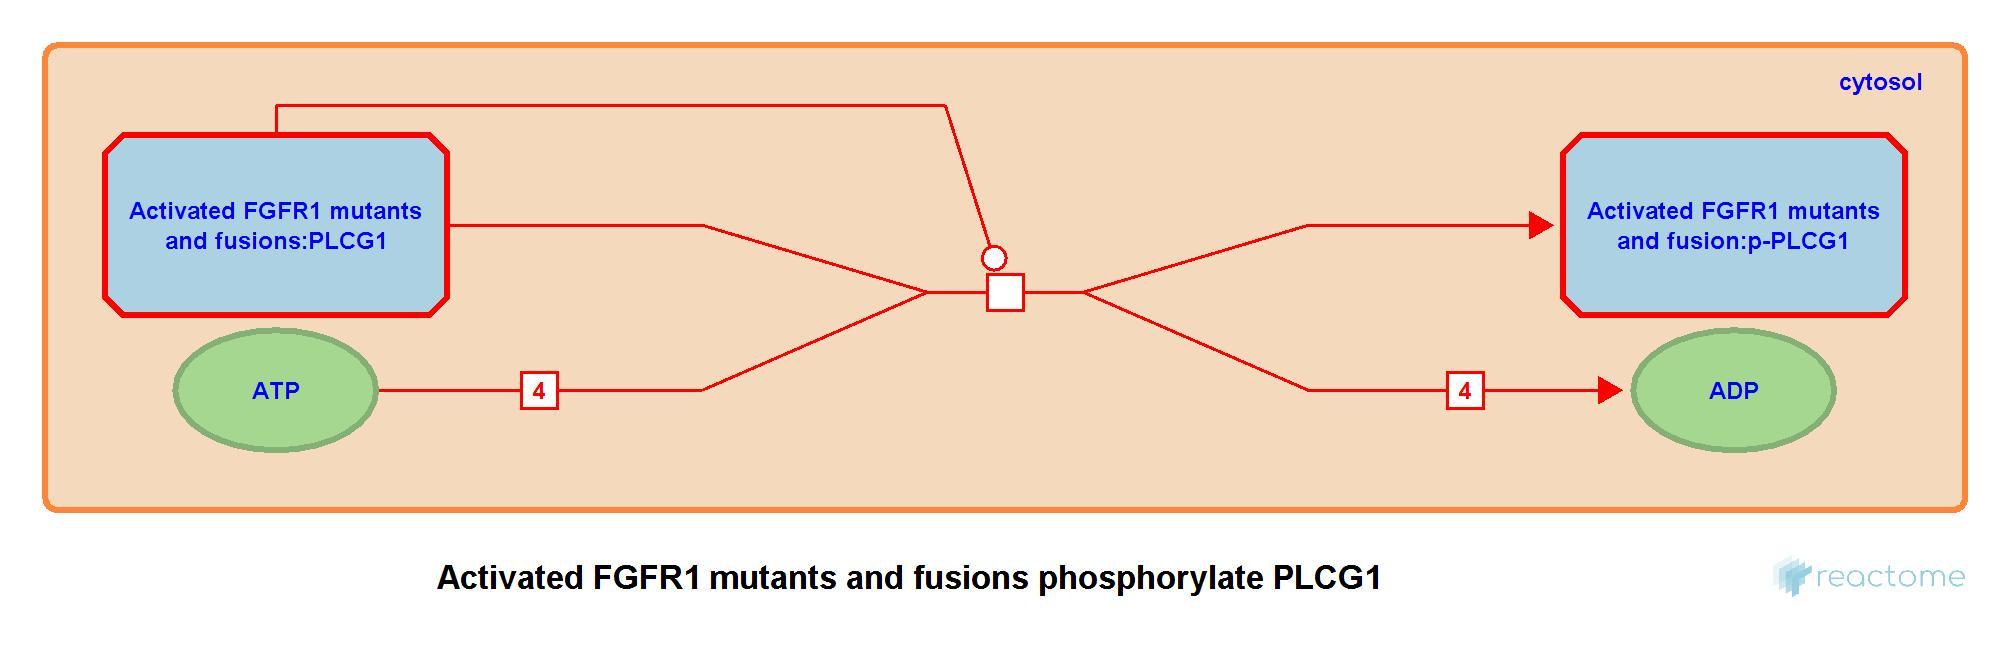 cytosol
Activated FGFR1 mutants
and fusions:PLCG1
Activated FGFR1 mutants
and fusion:p-PLCG1
ATP
4
4
ADP
Activated FGFR1 mutants and fusions phosphorylate PLCG1
reactome